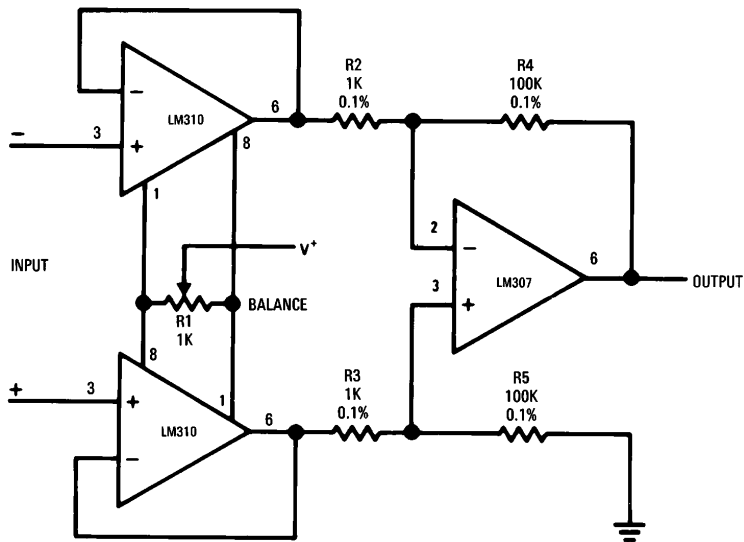 R2
1K
0.1%
R4
100K
0.1%
−
LM310
6
8
− 3 +
1
V+
2
−
6
INPUT
LM307
OUTPUT
3
+
BALANCE
R1
1K
8
+ 3 +
1
LM310
6
−
R3
1K
0.1%
R5
100K
0.1%